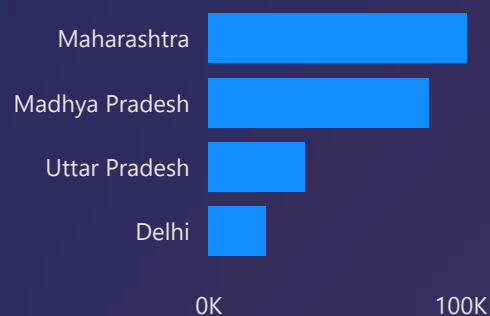 Maharashtra
Madhya Pradesh
Uttar Pradesh
Delhi
0K 100K